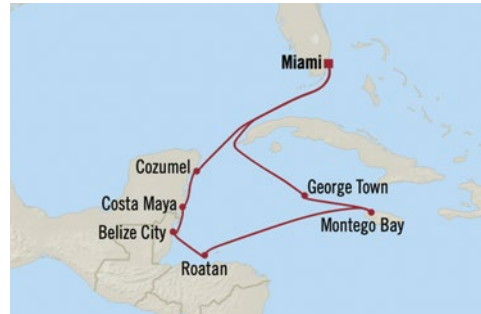 Miami
Cozumel
Costa Maya
George Town
Belize City
Montego Bay
Roatan